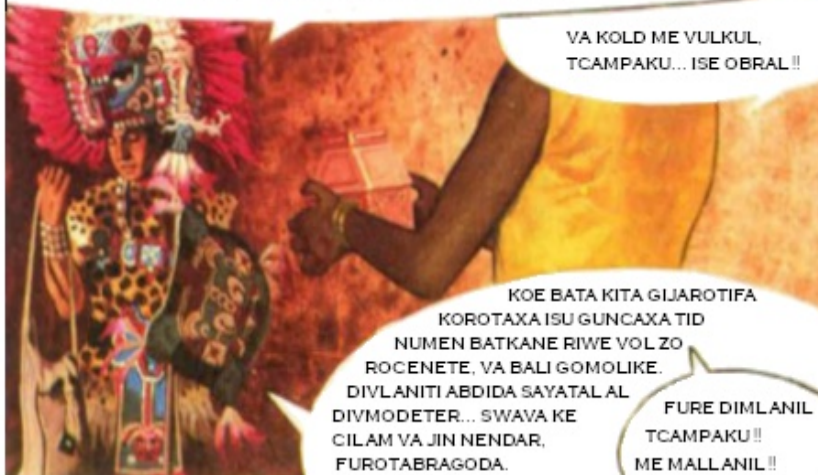 VA KOLD ME VULKUL,
TCAMPAKU... ISE OBRAL !!
KOE BATA KITA GIJAROTIFA
KOROTAXA ISU GUNCAXA TID
NUMEN BATKANE RIWE VOL ZO
ROCENETE, VA BALI GOMOLIKE.
DIVLANITI ABDIDA SAYATAL AL
DIVMODETER... SWAVA KE
CILAM VA JIN NENDAR,
FUROTABRAGODA.
FURE DIMLANIL
TCAMPAKU !!
ME MALLANIL !!